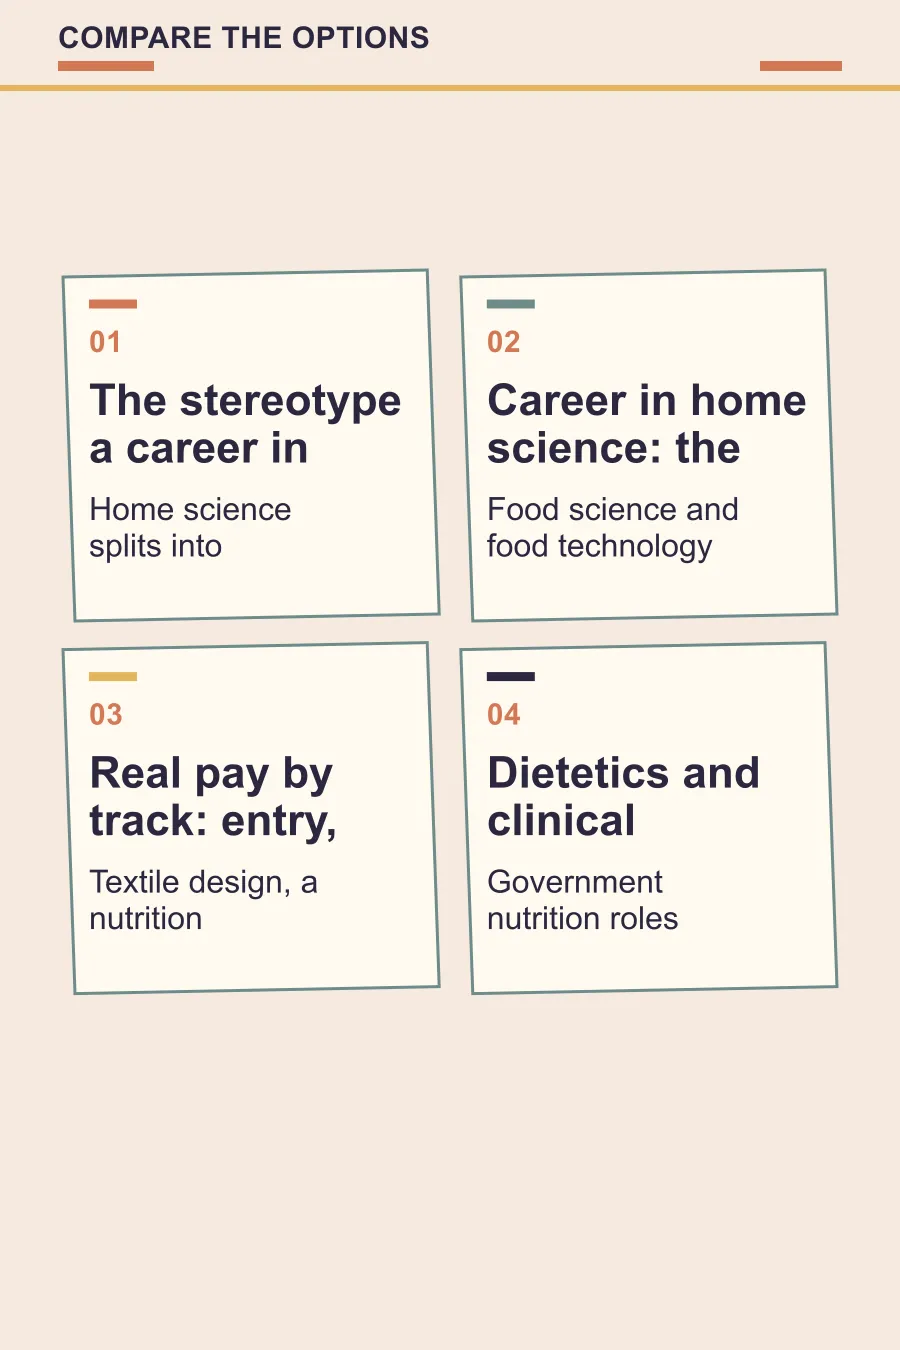 COMPARE THE OPTIONS
01
The stereotype
a career in
Home science
splits into
02
Career in home
science: the
Food science and
food technology
03
Real pay by
track: entry,
Textile design, a
nutrition
04
Dietetics and
clinical
Government
nutrition roles